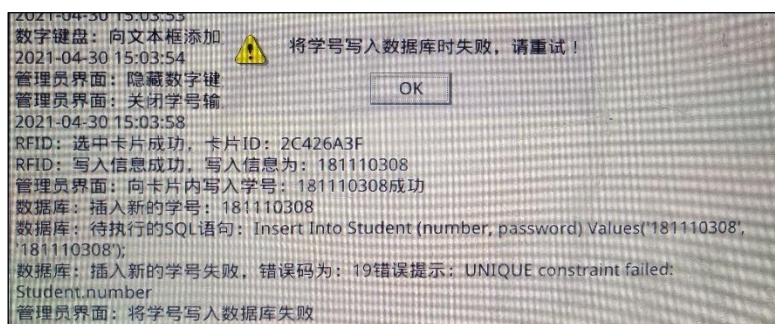 2021-04-30 15:03:53
数字键盘：向文本框添加
2021-04-30 15:03:54
管理员界面：隐藏数字键
管理员界面：关闭学号输
2021-04-30 15:03:58
将学号写入数据库时失败，请重试！
OK
RFID：选中卡片成功，卡片ID：2C426A3F
RFID：写入信息成功，写入信息为：181110308
管理员界面：向卡片内写入学号：181110308成功
数据库：插入新的学号：181110308
数据库：待执行的SQL语句：Insert Into Student (number, password) Values('181110308',
'181110308');
数据库：插入新的学号失败，错误码为：19错误提示：UNIQUE constraint failed:
Student.number
管理员界面：将学号写入数据库失败